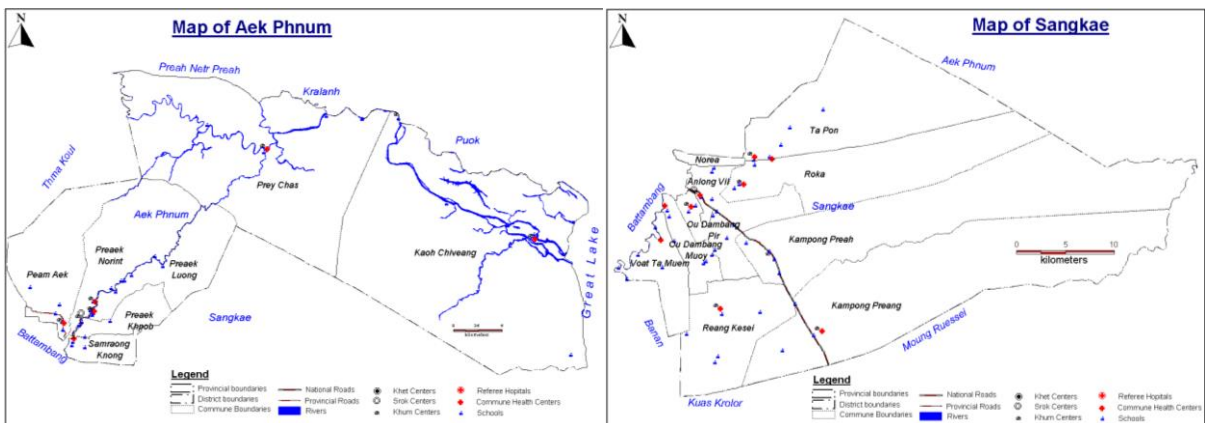 N
Map of Aek Phnum
Preah Netr Preah
Kralanh
Puok
Thma Koul
Prey Chas
Aek Phnum
Preaek Norint
Preaek Luong
Kaoh Chiveang
Peam Aek
Great Lake
Preaek Khpob
Sangkae
Battambang
Samraong Knong
Legend
Provincial boundaries
District boundaries
Commune Boundaries
National Roads
Provincial Roads
Rivers
Khet Centers
Srok Centers
Khum Centers
Referee Hopitals
Commune Health Centers
Schools
N
Map of Sangkae
Aek Phnum
Ta Pon
Norea
Roka
Anlong Vil
Battambang
Sangkae
Ou Dambang Pir
Kampong Preah
Ou Dambang Muoy
Voat Ta Muem
0 5 10
kilometers
Kampong Preang
Banan
Reang Kesei
Moung Ruessei
Kuas Krolor
Legend
Provincial boundaries
District boundaries
Commune Boundaries
National Roads
Provincial Roads
Rivers
Khet Centers
Srok Centers
Khum Centers
Referee Hopitals
Commune Health Centers
Schools